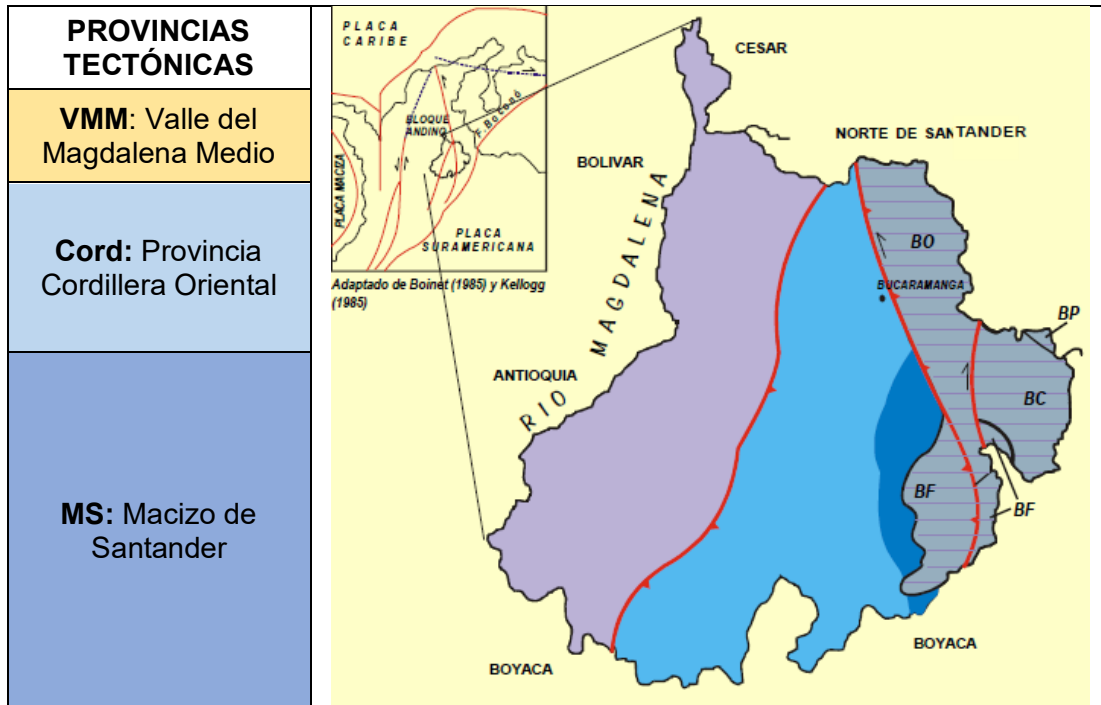 PROVINCIAS
TECTÓNICAS
VMM: Valle del
Magdalena Medio
Cord: Provincia
Cordillera Oriental
MS: Macizo de
Santander
PLACA
CARIBE
BLOQUE
ANDINO
F. Boconó
PLACA MACIZA
PLACA
SURAMERICANA
Adaptado de Boinet (1985) y Kellogg
(1985)
CESAR
NORTE DE SANTANDER
BOLIVAR
RIO MAGDALENA
BO
BUCARAMANGA
BP
BC
ANTIOQUIA
BF
BF
BOYACA
BOYACA